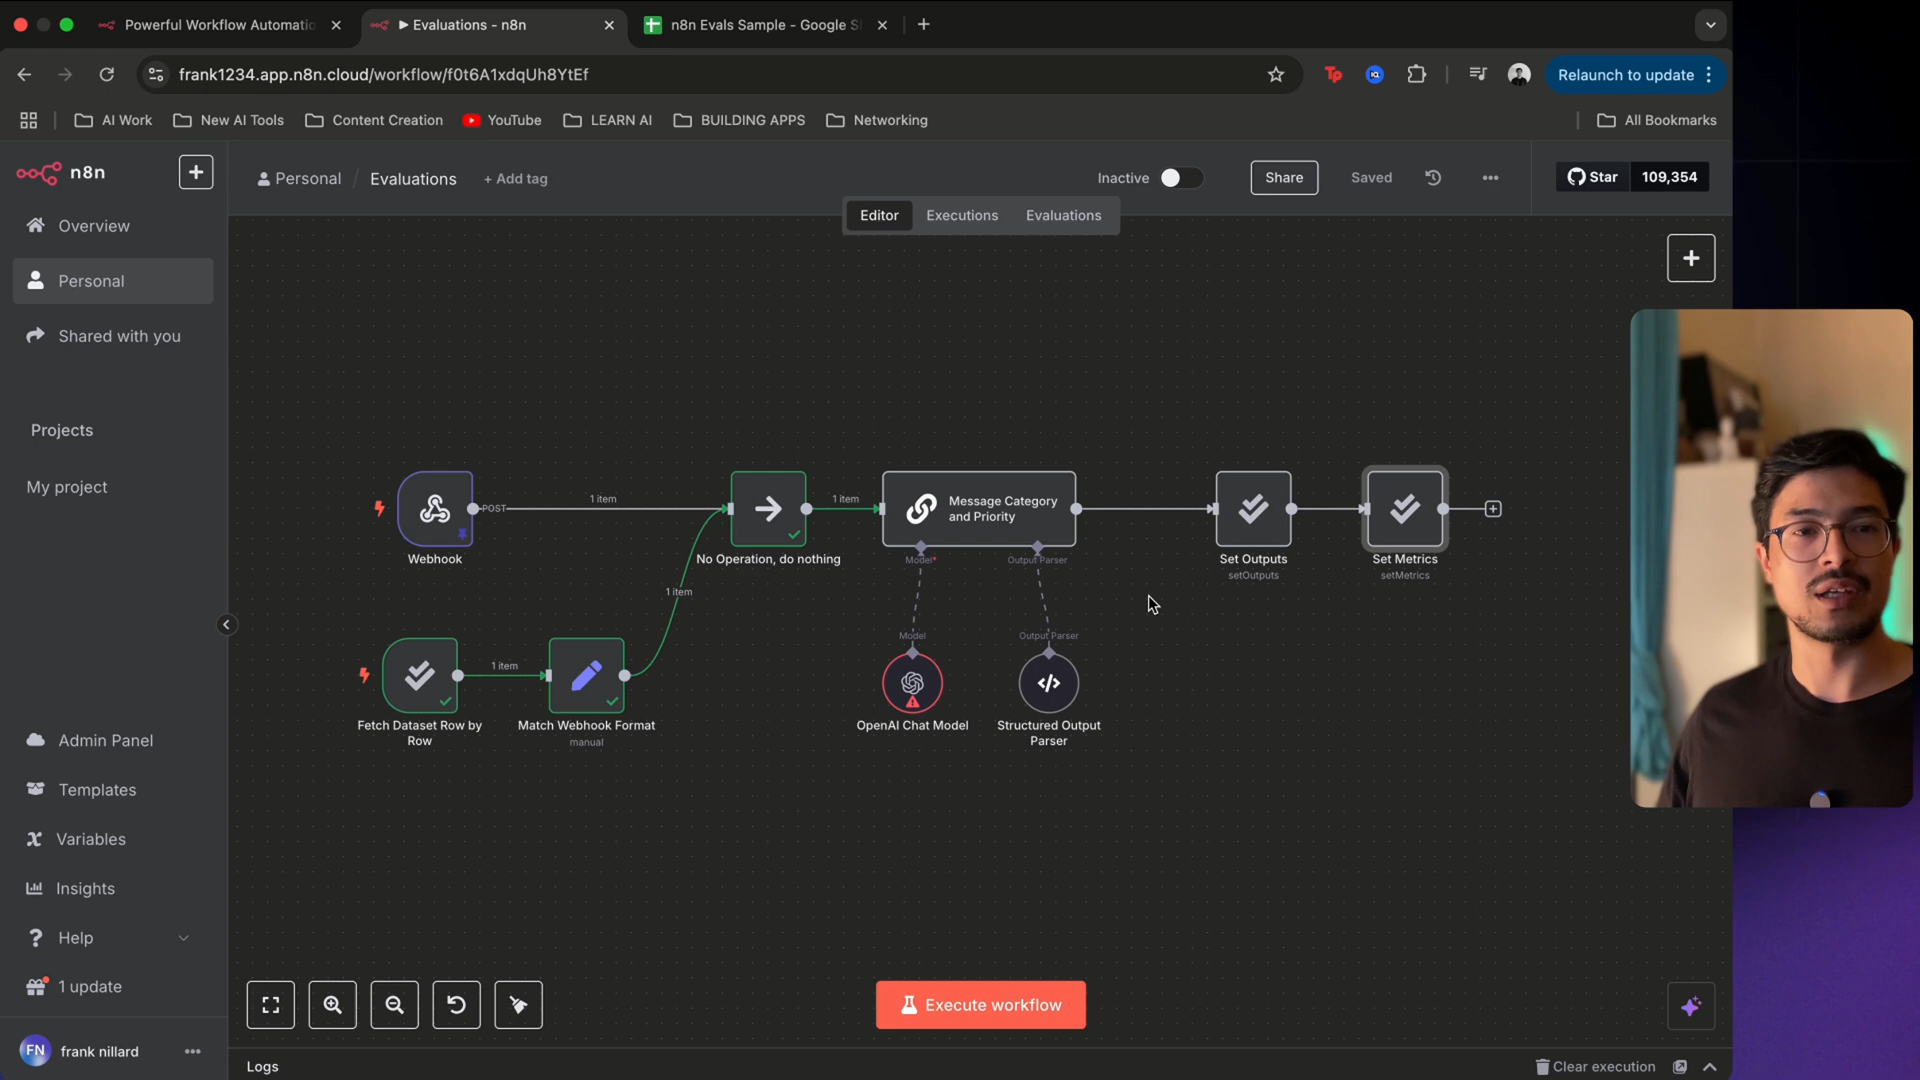 Powerful Workflow Automatio
▶ Evaluations - n8n
n8n Evals Sample - Google S
frank1234.app.n8n.cloud/workflow/f0t6A1xdqUh8YtEf
Relaunch to update
AI Work
New AI Tools
Content Creation
YouTube
LEARN AI
BUILDING APPS
Networking
All Bookmarks
n8n
Personal / Evaluations + Add tag
Inactive
Share
Saved
Star 109,354
Editor
Executions
Evaluations
Overview
Personal
Shared with you
Projects
My project
Admin Panel
Templates
Variables
Insights
Help
1 update
FN frank nillard
POST
1 item
1 item
Message Category
and Priority
Webhook
No Operation, do nothing
Model*
Output Parser
Set Outputs
setOutputs
Set Metrics
setMetrics
1 item
Model
Output Parser
1 item
Fetch Dataset Row by
Row
Match Webhook Format
manual
OpenAI Chat Model
Structured Output
Parser
Execute workflow
Logs
Clear execution